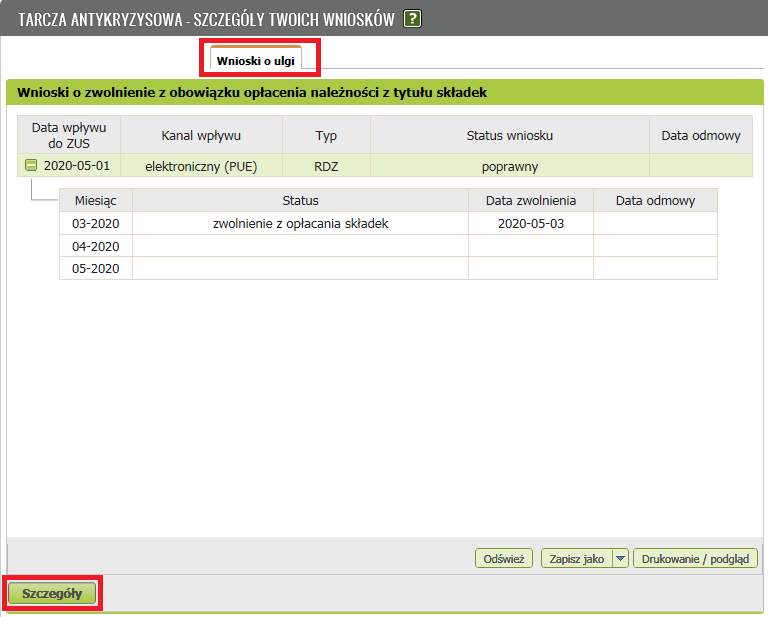 TARCZA ANTYKRYZYSOWA - SZCZEGÓŁY TWOICH WNIOSKÓW ?
Wnioski o ulgi
Wnioski o zwolnienie z obowiązku opłacenia należności z tytułu składek
Data wpływu do ZUS Kanał wpływu Typ Status wniosku Data odmowy
2020-05-01 elektroniczny (PUE) RDZ poprawny
Miesiąc Status Data zwolnienia Data odmowy
03-2020 zwolnienie z opłacania składek 2020-05-03
04-2020
05-2020
Odśwież Zapisz jako Drukowanie / podgląd
Szczegóły